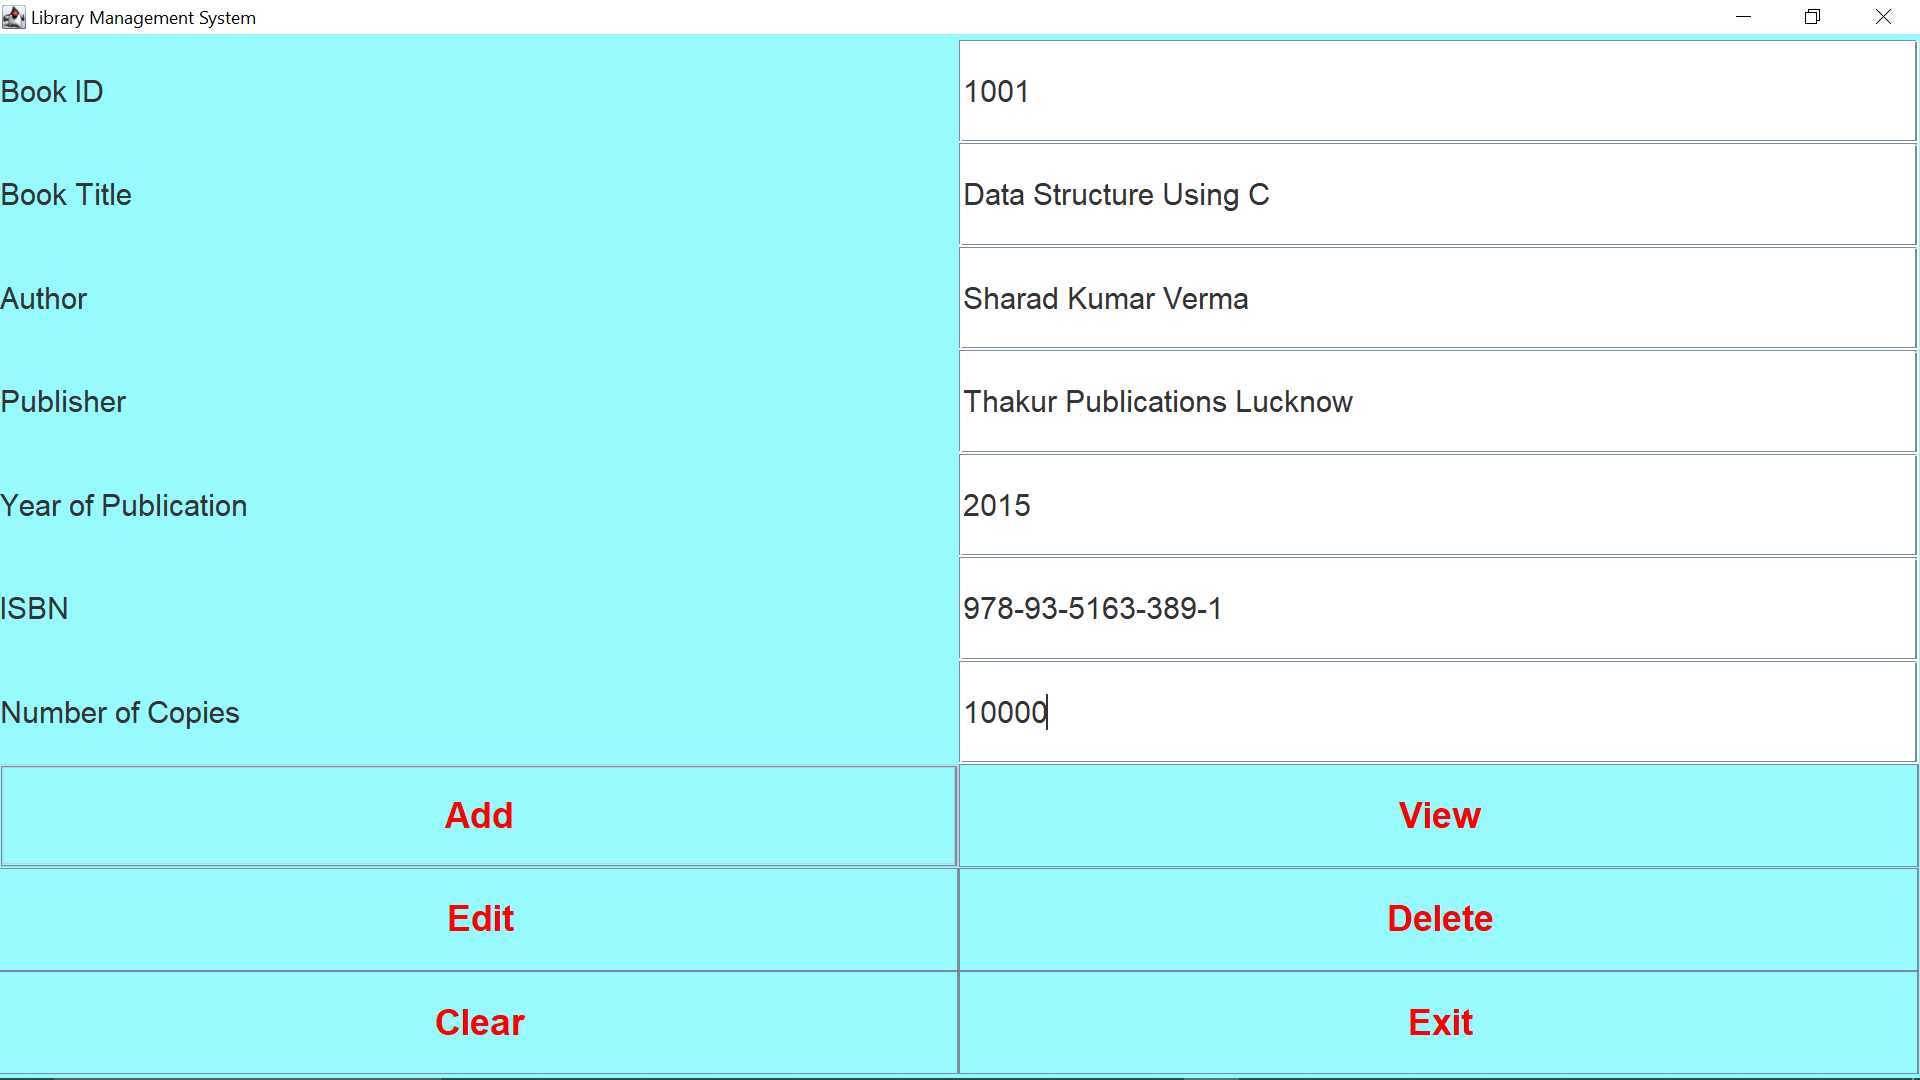 Library Management System
Book ID 1001
Book Title Data Structure Using C
Author Sharad Kumar Verma
Publisher Thakur Publications Lucknow
Year of Publication 2015
ISBN 978-93-5163-389-1
Number of Copies 10000
Add View
Edit Delete
Clear Exit